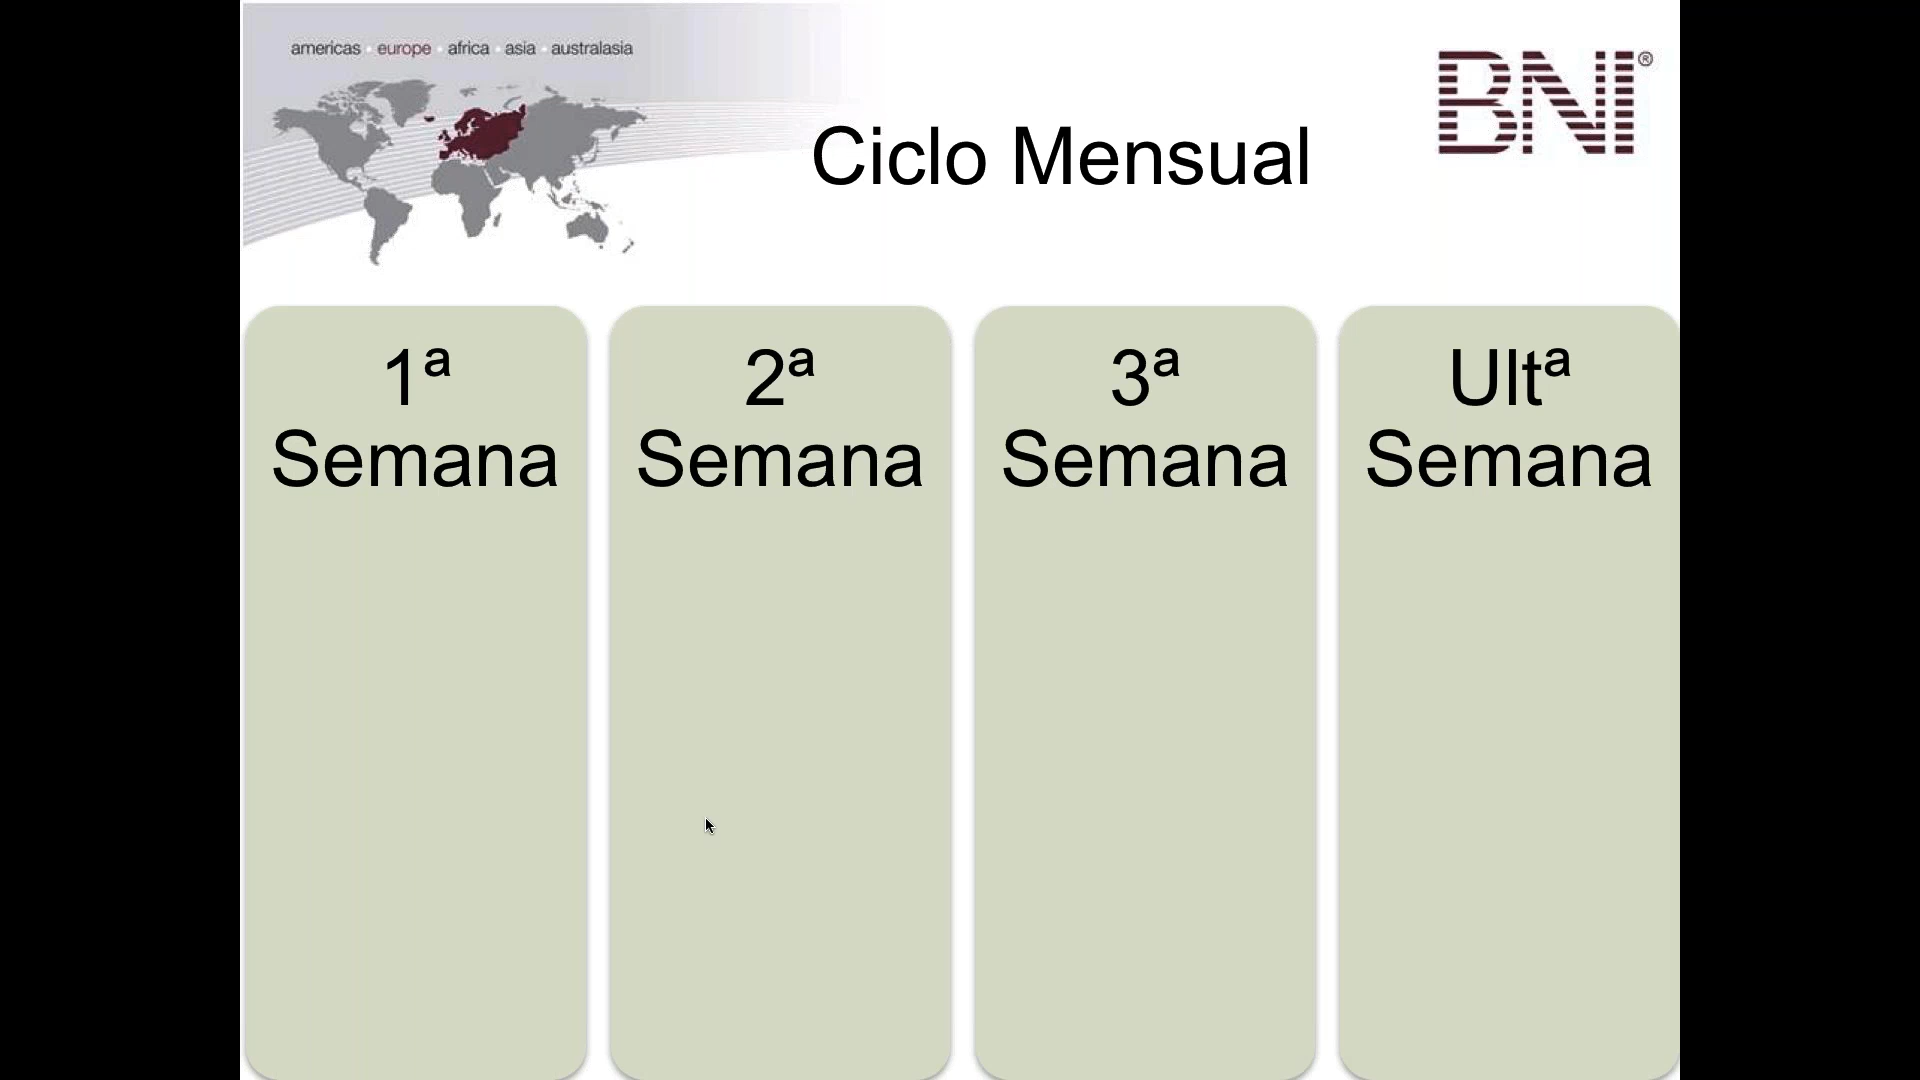 americas europe africa asia australasia
BNI®
Ciclo Mensual
1ª
Semana
2ª
Semana
3ª
Semana
Ultª
Semana